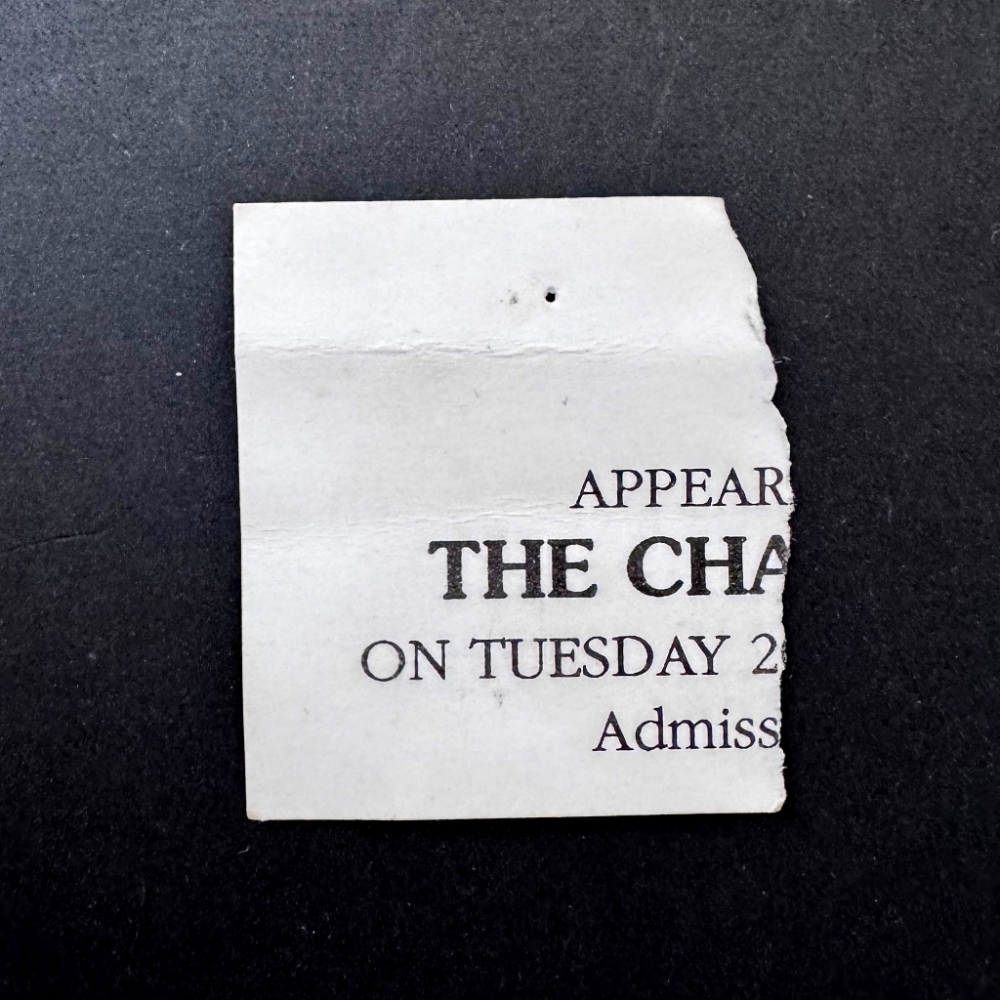 APPEAR
THE CHA
ON TUESDAY 2
Admiss